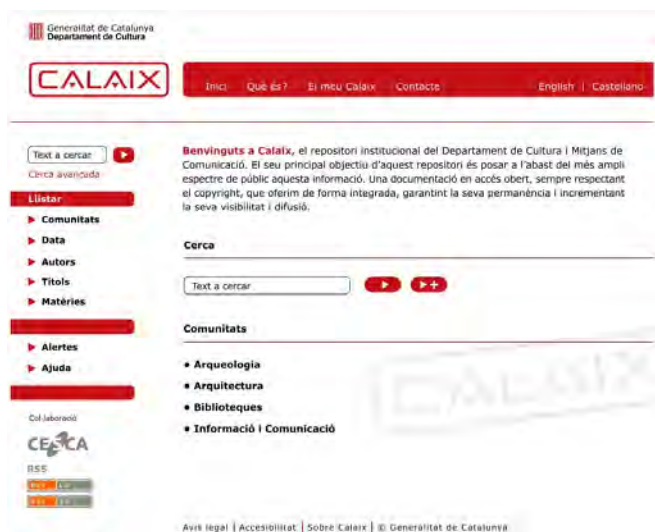 Generalitat de Catalunya
Departament de Cultura
CALAIX
Inici Què és? El meu Calaix Contacte English | Castellano
Text a cercar
Cerca avançada
Llistar
Comunitats
Data
Autors
Títols
Matèries
Alertes
Ajuda
Col·laboració
CESCA
RSS
Benvinguts a Calaix, el repositori institucional del Departament de Cultura i Mitjans de
Comunicació. El seu principal objectiu d'aquest repositori és posar a l'abast del més ampli
espectre de públic aquesta informació. Una documentació en accés obert, sempre respectant
el copyright, que oferim de forma integrada, garantint la seva permanència i incrementant
la seva visibilitat i difusió.
Cerca
Text a cercar
Comunitats
• Arqueologia
• Arquitectura
• Biblioteques
• Informació i Comunicació
CALAIX
Avís legal | Accesibilitat | Sobre Calaix | © Generalitat de Catalunya